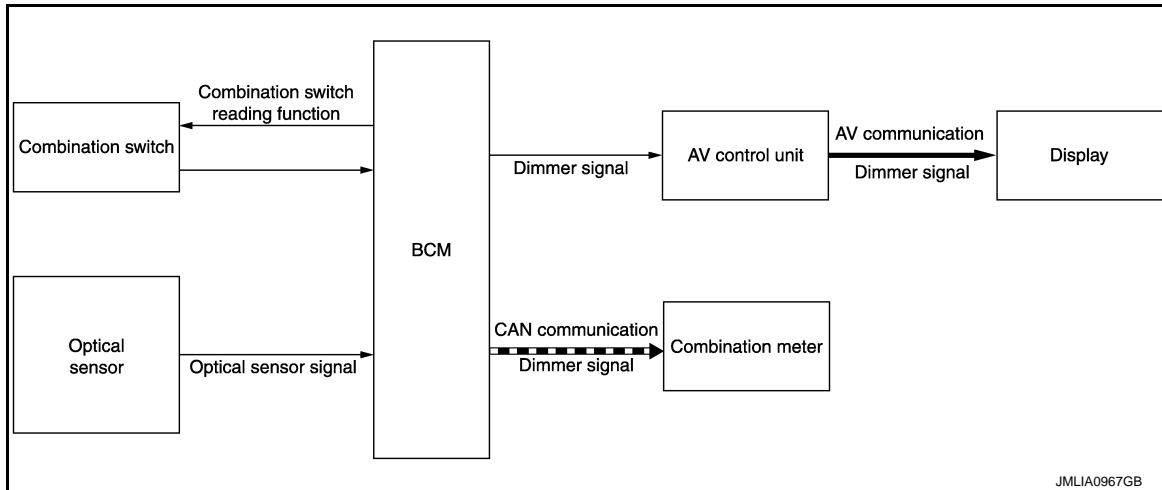 Combination switch
reading function
Combination switch
BCM
Dimmer signal
AV control unit
AV communication
Dimmer signal
Display
Optical
sensor
Optical sensor signal
CAN communication
Dimmer signal
Combination meter
JMLIA0967GB